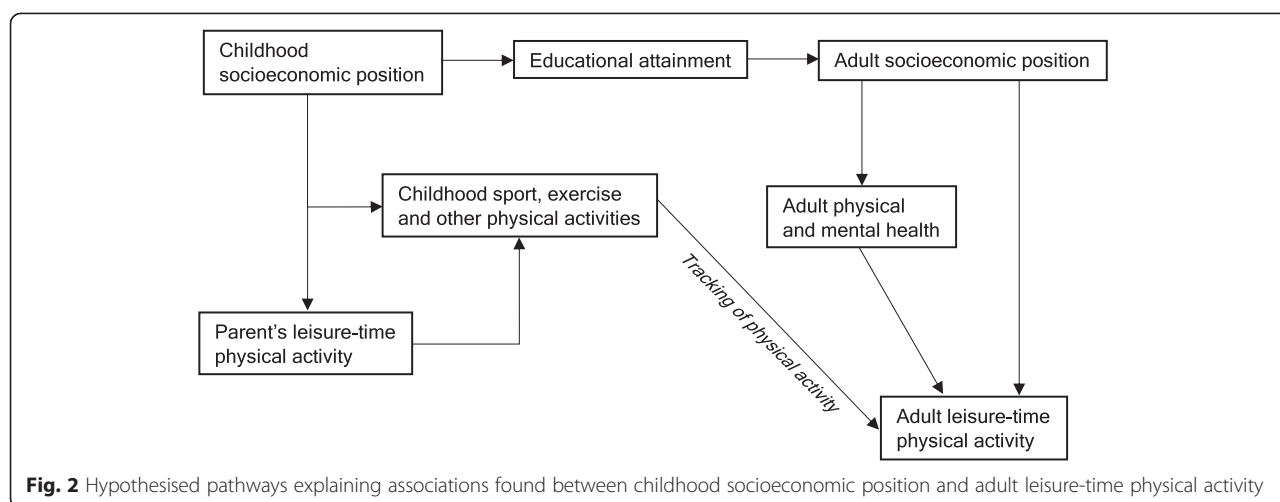 Childhood
socioeconomic position
Educational attainment
Adult socioeconomic position
Childhood sport, exercise
and other physical activities
Adult physical
and mental health
Tracking of physical activity
Parent's leisure-time
physical activity
Adult leisure-time
physical activity
Fig. 2 Hypothesised pathways explaining associations found between childhood socioeconomic position and adult leisure-time physical activity